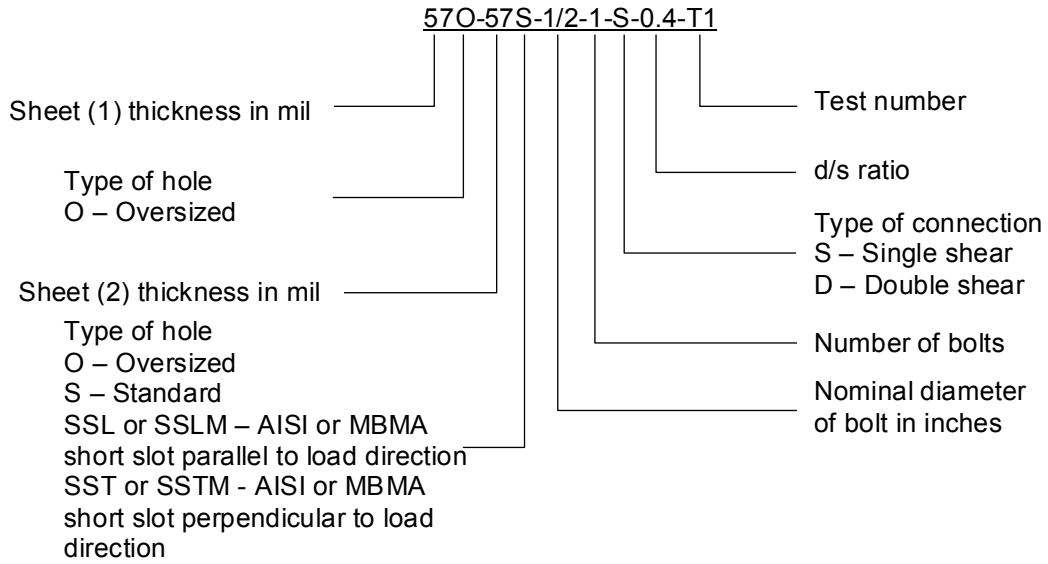 57O-57S-1/2-1-S-0.4-T1
Sheet (1) thickness in mil
Type of hole
O – Oversized
Sheet (2) thickness in mil
Type of hole
O – Oversized
S – Standard
SSL or SSLM – AISI or MBMA
short slot parallel to load direction
SST or SSTM - AISI or MBMA
short slot perpendicular to load
direction
Test number
d/s ratio
Type of connection
S – Single shear
D – Double shear
Number of bolts
Nominal diameter
of bolt in inches